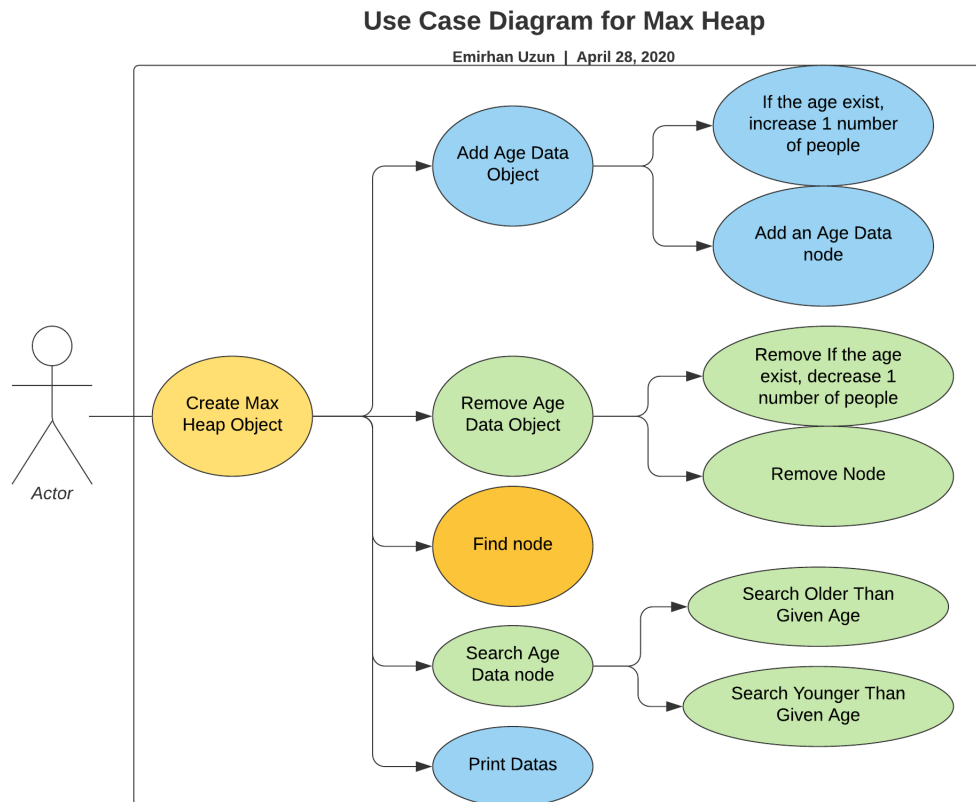 Use Case Diagram for Max Heap
Emirhan Uzun | April 28, 2020
If the age exist,
increase 1 number
of people
Add Age Data
Object
Add an Age Data
node
Remove If the age
exist, decrease 1
number of people
Create Max
Heap Object
Remove Age
Data Object
Remove Node
Actor
Find node
Search Older Than
Given Age
Search Age
Data node
Search Younger Than
Given Age
Print Datas